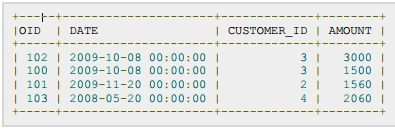 +-----+---------------------+-------------+--------+
|OID | DATE | CUSTOMER_ID | AMOUNT |
+-----+---------------------+-------------+--------+
| 102 | 2009-10-08 00:00:00 | 3 | 3000 |
| 100 | 2009-10-08 00:00:00 | 3 | 1500 |
| 101 | 2009-11-20 00:00:00 | 2 | 1560 |
| 103 | 2008-05-20 00:00:00 | 4 | 2060 |
+-----+---------------------+-------------+--------+